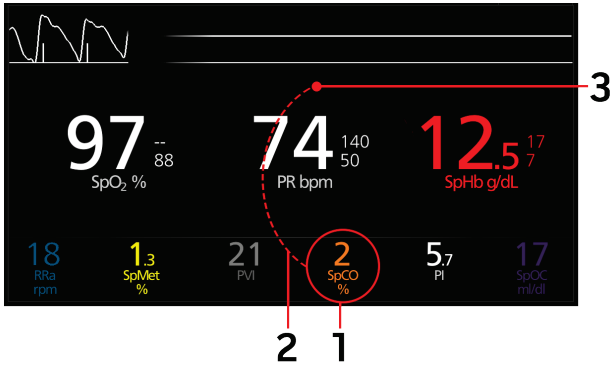 97 -- 88 74 140 50 12.5 17 7
SpO₂ % PR bpm SpHb g/dL
18 1.3 21 2 5.7 17
RRa SpMet PVI SpCO PI SpOC
rpm % % ml/dl
3
2 1